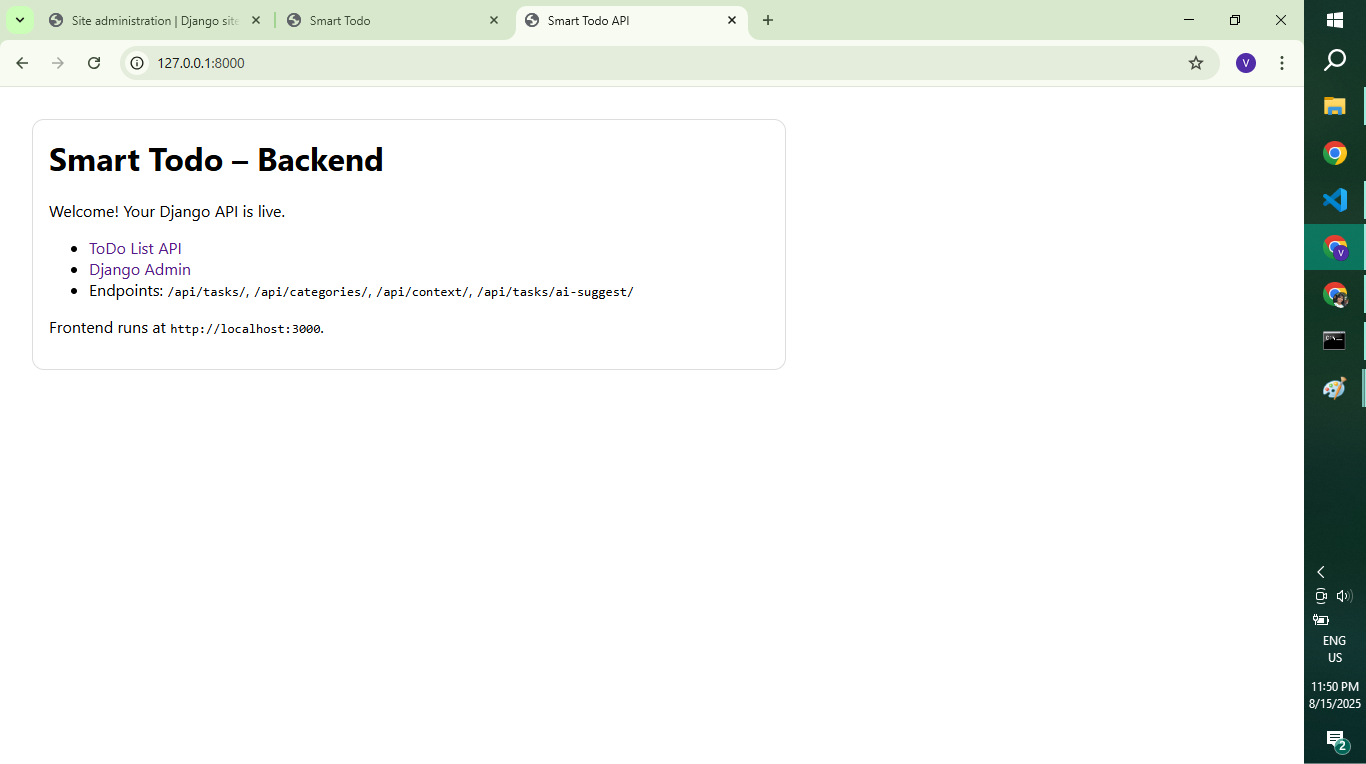 Site administration | Django site
Smart Todo
Smart Todo API
127.0.0.1:8000
V
Smart Todo – Backend
Welcome! Your Django API is live.
ToDo List API
Django Admin
Endpoints: /api/tasks/, /api/categories/, /api/context/, /api/tasks/ai-suggest/
Frontend runs at http://localhost:3000.
V
ENG
US
11:50 PM
8/15/2025
2